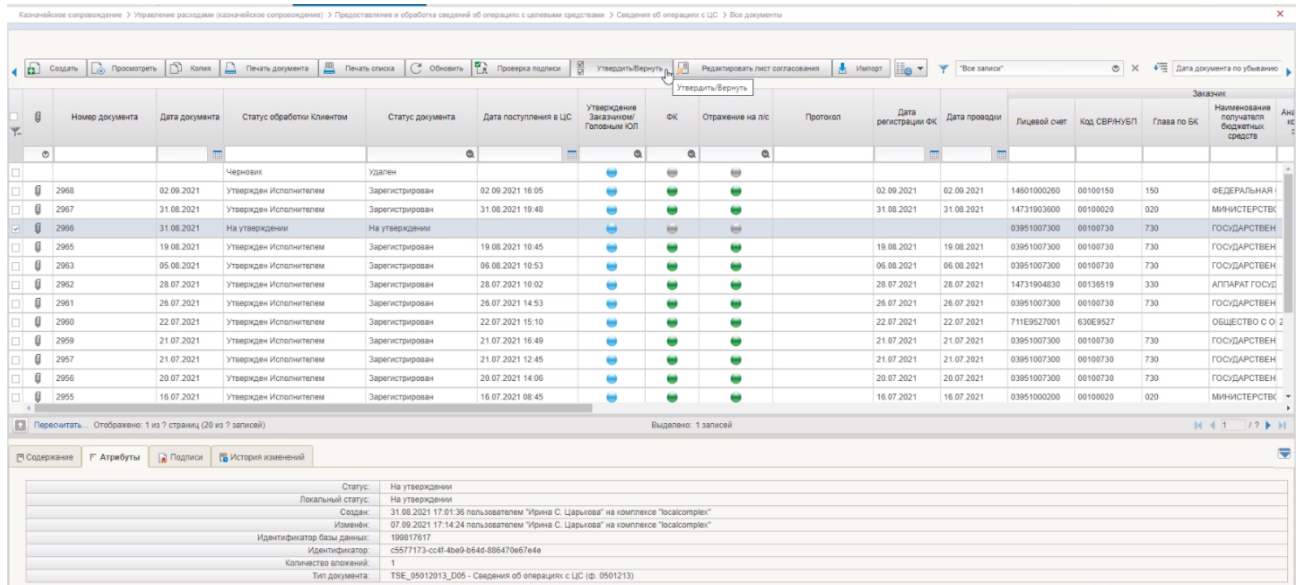 Казначейское сопровождение > Управление расходами (казначейское сопровождение) > Предоставление и обработка сведений об операциях с целевыми средствами > Сведения об операциях с ЦС > Все документы
Создать Просмотреть Копия Печать документа Печать списка Обновить Проверка подписи Утвердить/Вернуть Редактировать лист согласования Импорт "Все записи" Дата документа по убыванию
Утвердить/Вернуть
Заказчик
Номер документа Дата документа Статус обработки Клиентом Статус документа Дата поступления в ЦС Утверждение Заказчиком/Головным ЮЛ ФК Отражение на л/с Протокол Дата регистрации ФК Дата проводки Лицевой счет Код СВР/НУБП Глава по БК Наименование получателя бюджетных средств
Черновик Удален
2968 02.09.2021 Утвержден Исполнителем Зарегистрирован 02.09.2021 16:05 02.09.2021 02.09.2021 14601000260 00100150 150 ФЕДЕРАЛЬНАЯ
2967 31.08.2021 Утвержден Исполнителем Зарегистрирован 31.08.2021 19:48 31.08.2021 31.08.2021 14731903600 00100020 020 МИНИСТЕРСТВО
2966 31.08.2021 На утверждении На утверждении 03951007300 00100730 730 ГОСУДАРСТВЕН
2965 19.08.2021 Утвержден Исполнителем Зарегистрирован 19.08.2021 10:45 19.08.2021 19.08.2021 03951007300 00100730 730 ГОСУДАРСТВЕН
2963 05.08.2021 Утвержден Исполнителем Зарегистрирован 06.08.2021 10:53 06.08.2021 06.08.2021 03951007300 00100730 730 ГОСУДАРСТВЕН
2962 28.07.2021 Утвержден Исполнителем Зарегистрирован 28.07.2021 10:02 28.07.2021 28.07.2021 14731904830 00136519 330 АППАРАТ ГОСУД
2961 26.07.2021 Утвержден Исполнителем Зарегистрирован 26.07.2021 14:53 26.07.2021 26.07.2021 03951007300 00100730 730 ГОСУДАРСТВЕН
2960 22.07.2021 Утвержден Исполнителем Зарегистрирован 22.07.2021 15:10 22.07.2021 22.07.2021 711E9527001 630E9527 ОБЩЕСТВО С О 2
2959 21.07.2021 Утвержден Исполнителем Зарегистрирован 21.07.2021 16:49 21.07.2021 21.07.2021 03951007300 00100730 730 ГОСУДАРСТВЕН
2957 21.07.2021 Утвержден Исполнителем Зарегистрирован 21.07.2021 12:45 21.07.2021 21.07.2021 03951007300 00100730 730 ГОСУДАРСТВЕН
2956 20.07.2021 Утвержден Исполнителем Зарегистрирован 20.07.2021 14:06 20.07.2021 20.07.2021 03951007300 00100730 730 ГОСУДАРСТВЕН
2955 16.07.2021 Утвержден Исполнителем Зарегистрирован 16.07.2021 08:45 16.07.2021 16.07.2021 03951000200 00100020 020 МИНИСТЕРСТВО
Пересчитать... Отображено: 1 из ? страниц (20 из ? записей) Выделено: 1 записей 1 / ?
Содержание Атрибуты Подписи История изменений
Статус: На утверждении
Локальный статус: На утверждении
Создан: 31.08.2021 17:01:36 пользователем "Ирина С. Царькова" на комплексе "localcomplex"
Изменён: 07.09.2021 17:14:24 пользователем "Ирина С. Царькова" на комплексе "localcomplex"
Идентификатор базы данных: 199817617
Идентификатор: c5577173-cc4f-4be9-b64d-886470e67e4e
Количество вложений: 1
Тип документа: TSE_05012013_D05 - Сведения об операциях с ЦС (ф. 0501213)